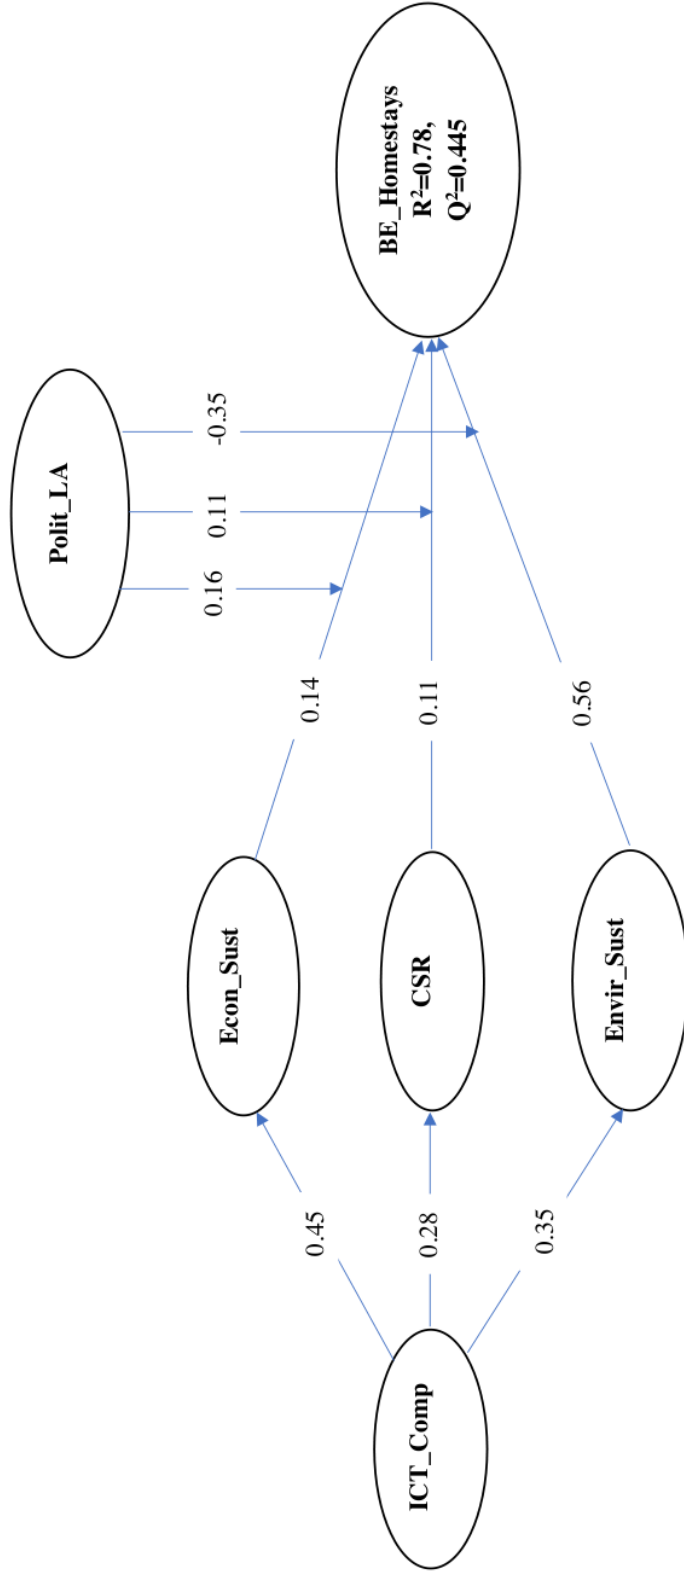 Polit_LA
0.16
0.11
-0.35
Econ_Sust
0.45
0.14
BE_Homestays
R²=0.78,
Q²=0.445
ICT_Comp
0.28
CSR
0.11
0.35
Envir_Sust
0.56